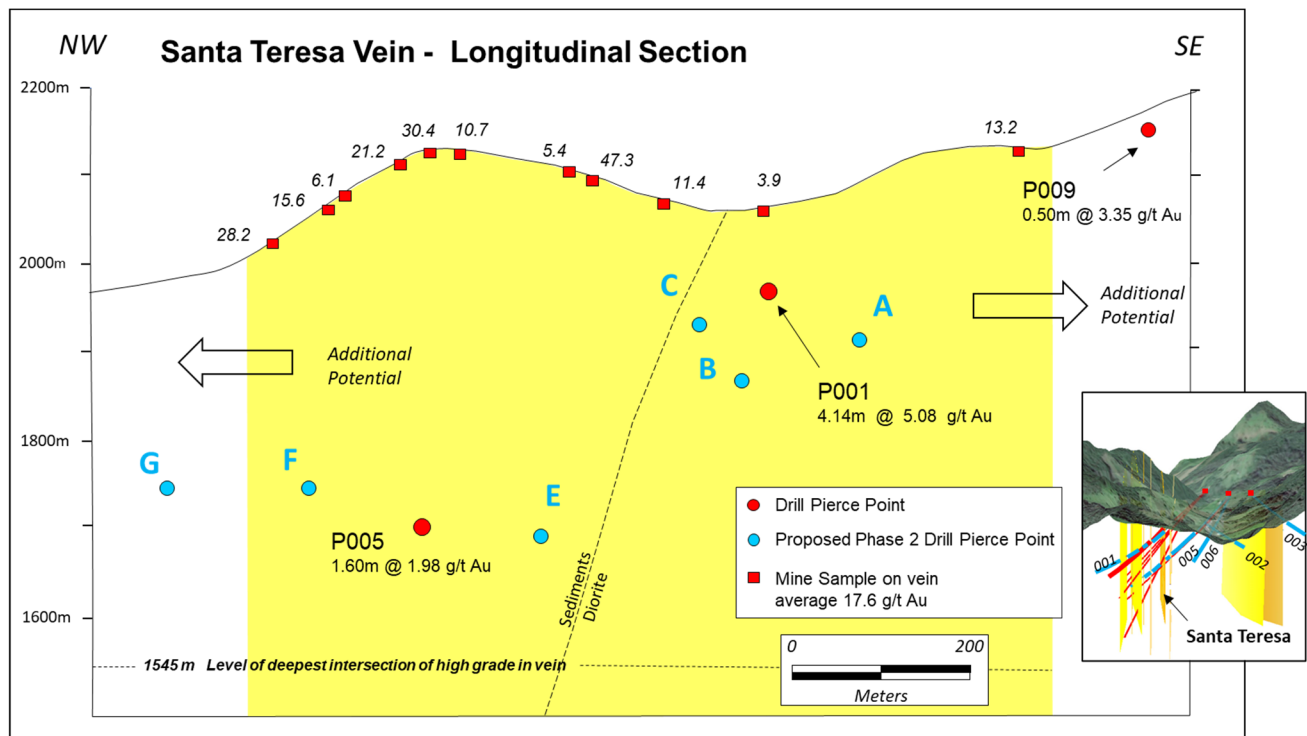 NW
Santa Teresa Vein - Longitudinal Section
SE
2200m
2000m
1800m
1600m
28.2
15.6
6.1
21.2
30.4
10.7
5.4
47.3
11.4
3.9
13.2
P009
0.50m @ 3.35 g/t Au
C
A
B
Additional
Potential
Additional
Potential
P001
4.14m @ 5.08 g/t Au
G
F
E
P005
1.60m @ 1.98 g/t Au
Sediments
Diorite
Drill Pierce Point
Proposed Phase 2 Drill Pierce Point
Mine Sample on vein
average 17.6 g/t Au
0
200
Meters
1545 m Level of deepest intersection of high grade in vein
001
005
006
002
003
Santa Teresa